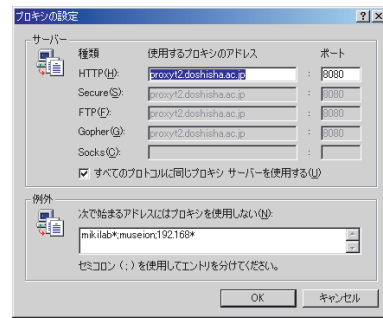 プロキシの設定
サーバー
種類 使用するプロキシのアドレス ポート
HTTP(H): proxyt2.doshisha.ac.jp : 8080
Secure(S): proxyt2.doshisha.ac.jp : 8080
FTP(F): proxyt2.doshisha.ac.jp : 8080
Gopher(G): proxyt2.doshisha.ac.jp : 8080
Socks(C): :
すべてのプロトコルに同じプロキシ サーバーを使用する(U)
例外
次で始まるアドレスにはプロキシを使用しない(N):
mikilab*;museion;192.168*
セミコロン ( ; ) を使用してエントリを分けてください。
OK キャンセル